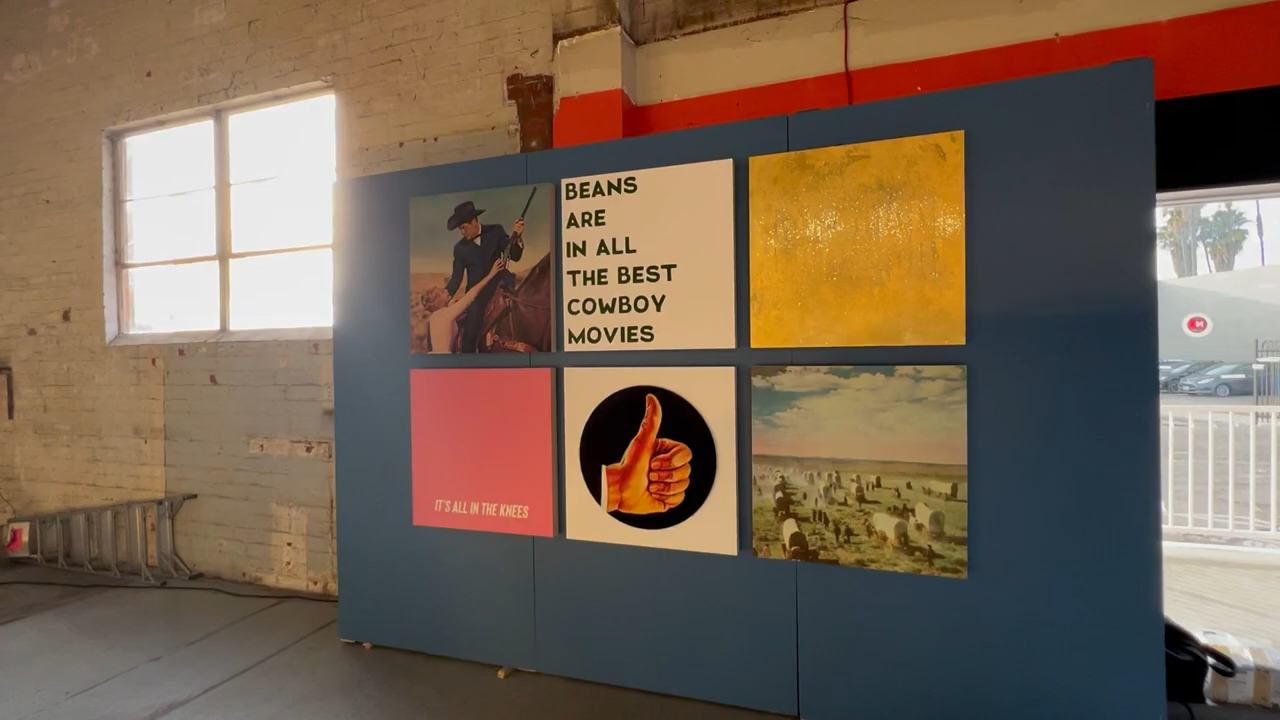 BEANS
ARE
IN ALL
THE BEST
COWBOY
MOVIES
IT'S ALL IN THE KNEES